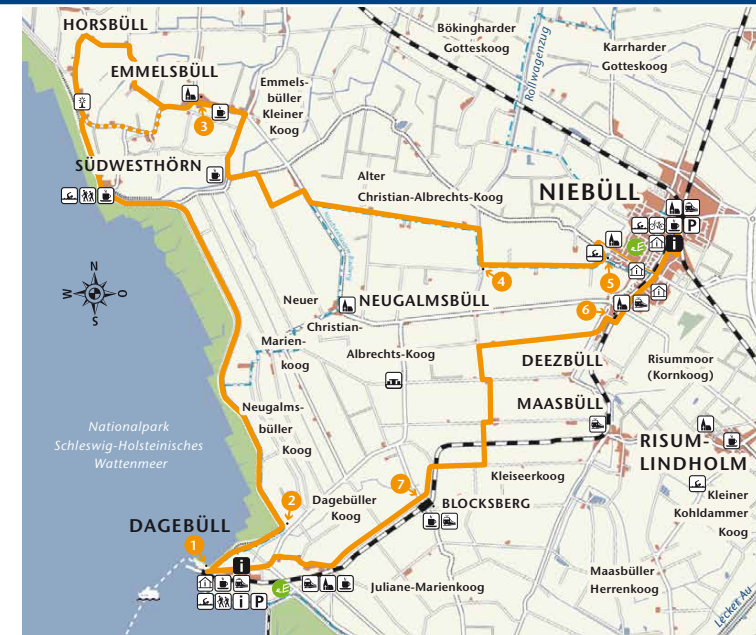 HORSBÜLL
Bökingharder
Gotteskoog
Rollwagenzug
Karrharder
Gotteskoog
EMMELSBÜLL
Emmels-
büller
Kleiner
Koog
3
SÜDWESTHÖRN
Alter
Christian-Albrechts-Koog
NIEBÜLL
P
i
N
W
O
S
4
5
6
Neuer
Christian-
Albrechts-Koog
NEUGALMSBÜLL
Marien-
koog
DEEZBÜLL
Risummoor
(Kornkoog)
MAASBÜLL
Neugalms-
büller
Koog
Nationalpark
Schleswig-Holsteinisches
Wattenmeer
RISUM-
LINDHOLM
Kleiseerkoog
7
2
Dagebüller
Koog
BLOCKSBERG
Kleiner
Kohldammer
Koog
DAGEBÜLL
1
i
i P
Juliane-Marienkoog
Maasbüller
Herrenkoog
Lecker Au